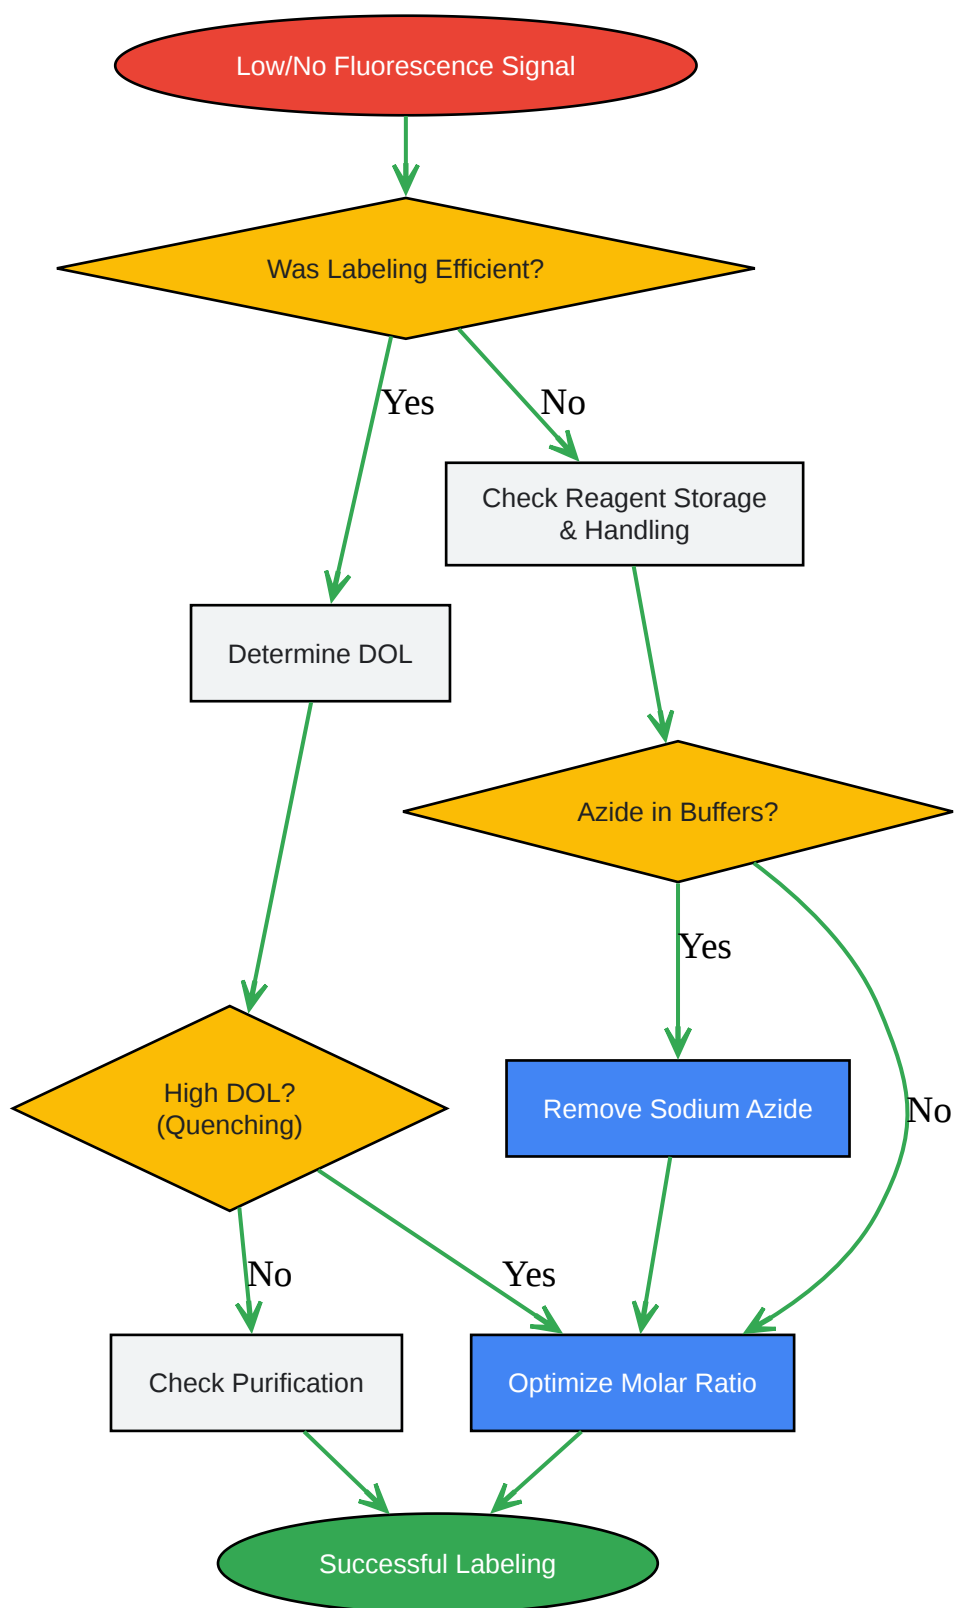 Low/No Fluorescence Signal
Was Labeling Efficient?
Yes
No
Check Reagent Storage
& Handling
Determine DOL
Azide in Buffers?
Yes
High DOL?
(Quenching)
Remove Sodium Azide
No
No
Yes
Check Purification
Optimize Molar Ratio
Successful Labeling